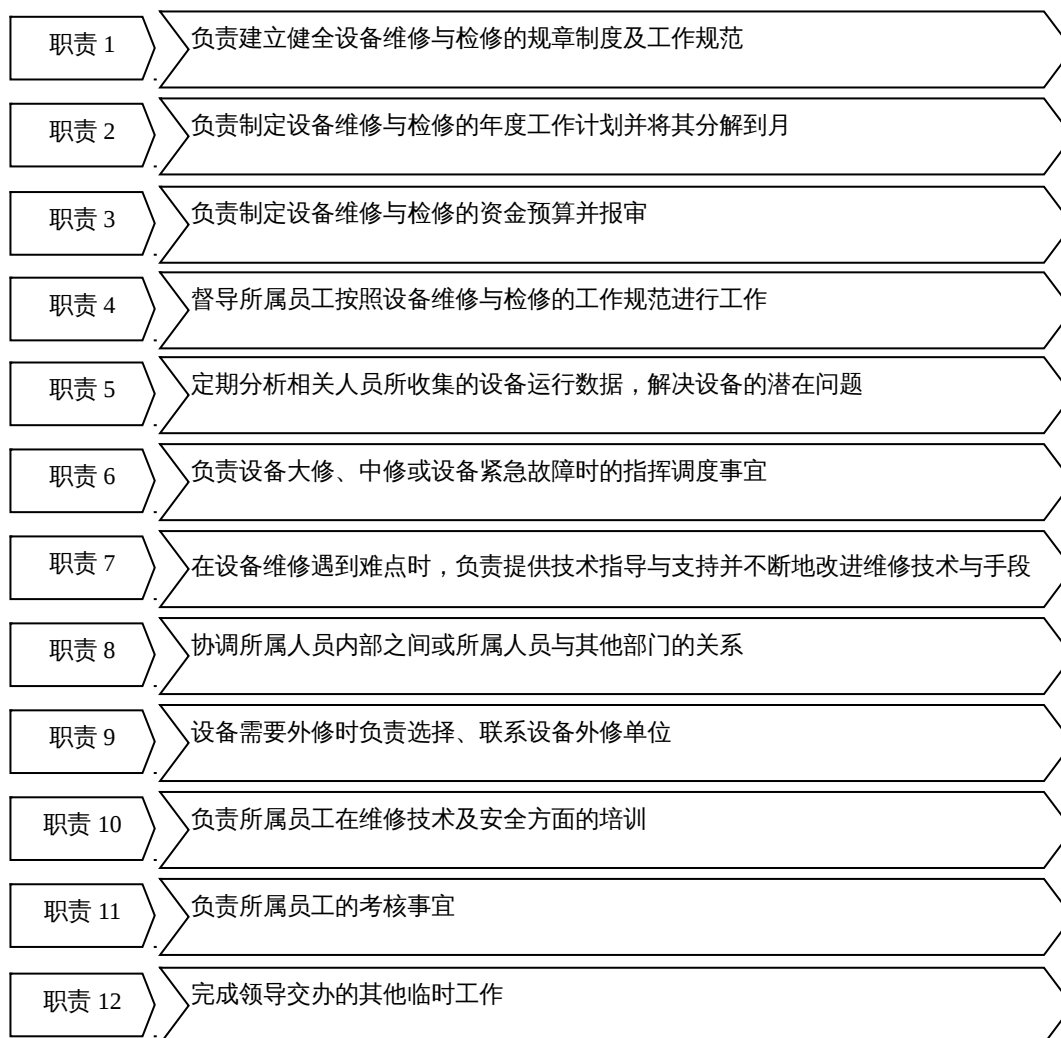 职责 1
负责建立健全设备维修与检修的规章制度及工作规范
职责 2
负责制定设备维修与检修的年度工作计划并将其分解到月
职责 3
负责制定设备维修与检修的资金预算并报审
职责 4
督导所属员工按照设备维修与检修的工作规范进行工作
职责 5
定期分析相关人员所收集的设备运行数据，解决设备的潜在问题
职责 6
负责设备大修、中修或设备紧急故障时的指挥调度事宜
职责 7
在设备维修遇到难点时，负责提供技术指导与支持并不断地改进维修技术与手段
职责 8
协调所属人员内部之间或所属人员与其他部门的关系
职责 9
设备需要外修时负责选择、联系设备外修单位
职责 10
负责所属员工在维修技术及安全方面的培训
职责 11
负责所属员工的考核事宜
职责 12
完成领导交办的其他临时工作